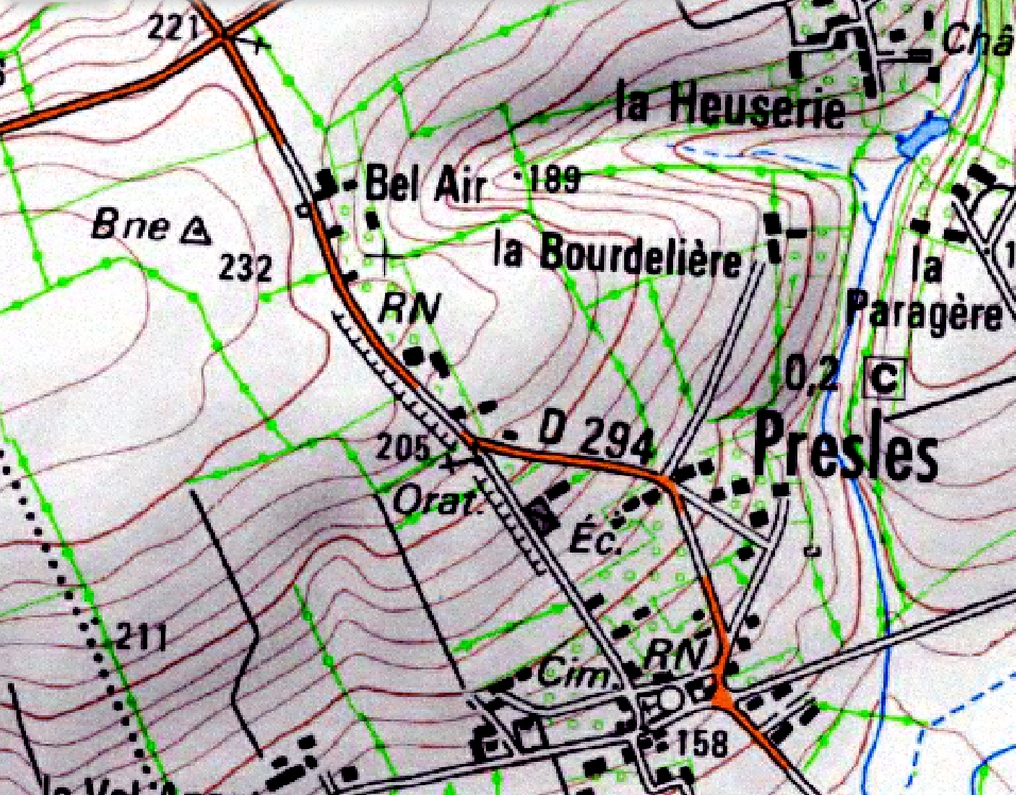 221
Châ
la Heuserie
Bel Air
189
Bne
232
la Bourdelière
la
Paragère
RN
0,2
C
D 294
Presles
205
Orat.
Éc.
211
RN
Cim.
158